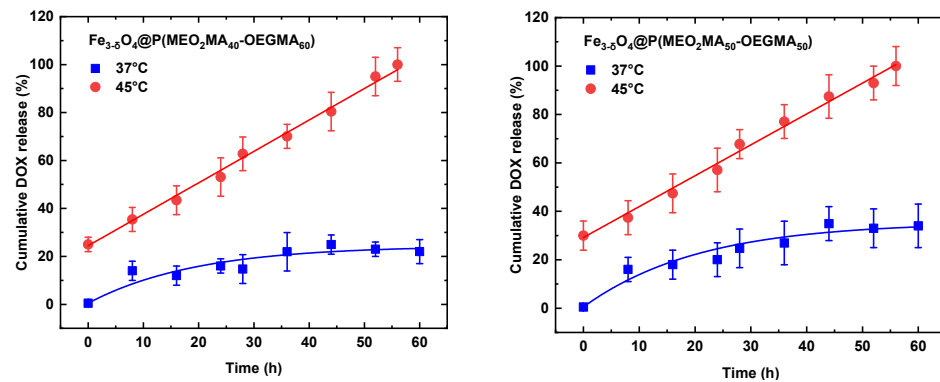 Fe3-δO4@P(MEO2MA40-OEGMA60)
37°C
45°C
Cumulative DOX release (%)
120
100
80
60
40
20
0
0 10 20 30 40 50 60
Time (h)
Fe3-δO4@P(MEO2MA50-OEGMA50)
37°C
45°C
Cumulative DOX release (%)
120
100
80
60
40
20
0
0 10 20 30 40 50 60
Time (h)